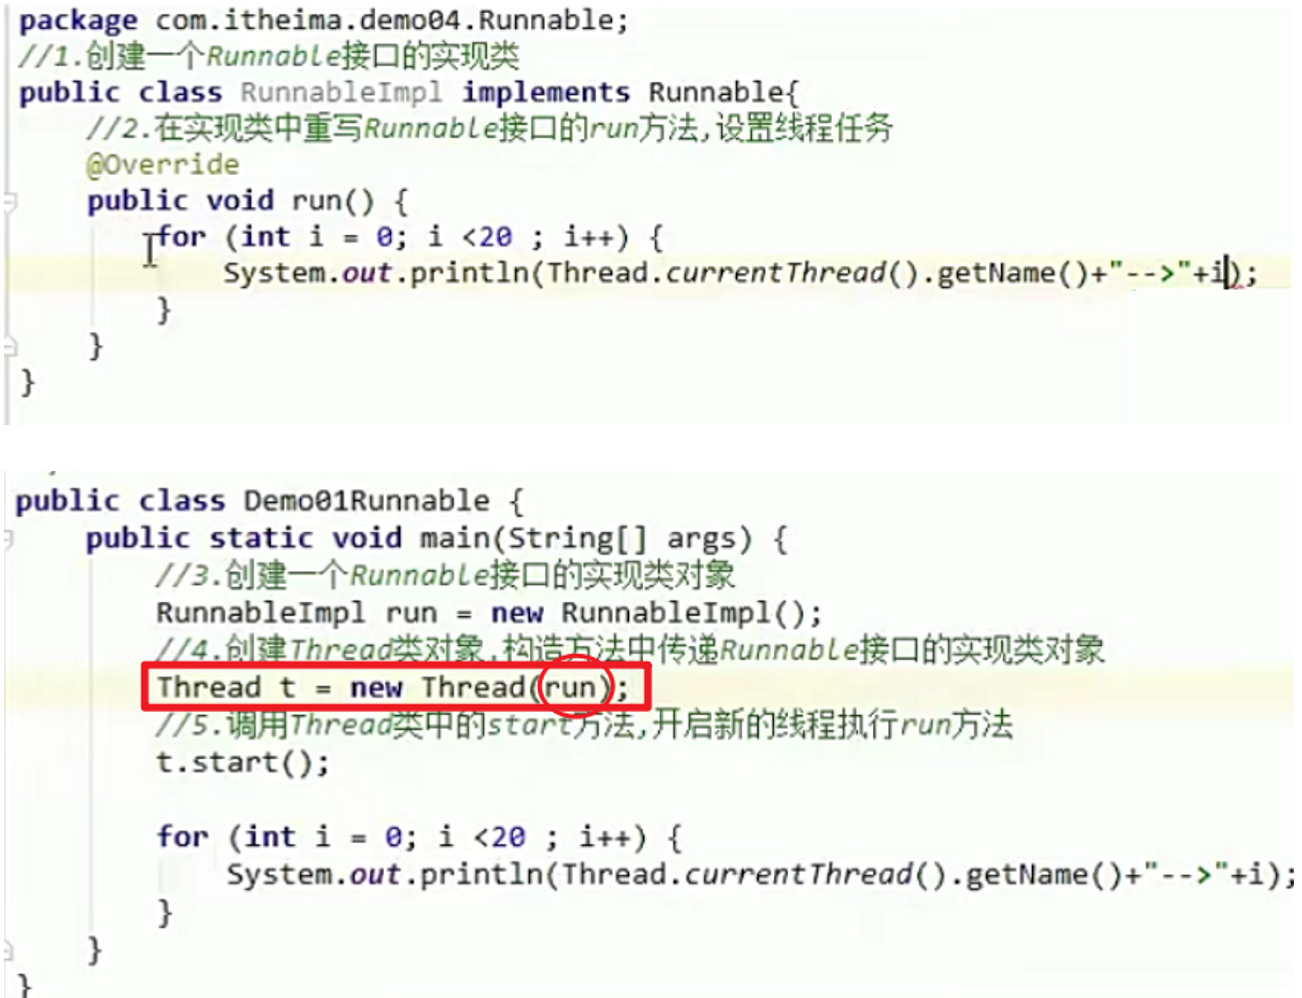 package com.itheima.demo04.Runnable;
//1.创建一个Runnable接口的实现类
public class RunnableImpl implements Runnable{
//2.在实现类中重写Runnable接口的run方法,设置线程任务
@Override
public void run() {
for (int i = 0; i <20 ; i++) {
System.out.println(Thread.currentThread().getName()+"-->"+i);
}
}
}
public class Demo01Runnable {
public static void main(String[] args) {
//3.创建一个Runnable接口的实现类对象
RunnableImpl run = new RunnableImpl();
//4.创建Thread类对象,构造方法中传递Runnable接口的实现类对象
Thread t = new Thread(run);
//5.调用Thread类中的start方法,开启新的线程执行run方法
t.start();
for (int i = 0; i <20 ; i++) {
System.out.println(Thread.currentThread().getName()+"-->"+i);
}
}
}